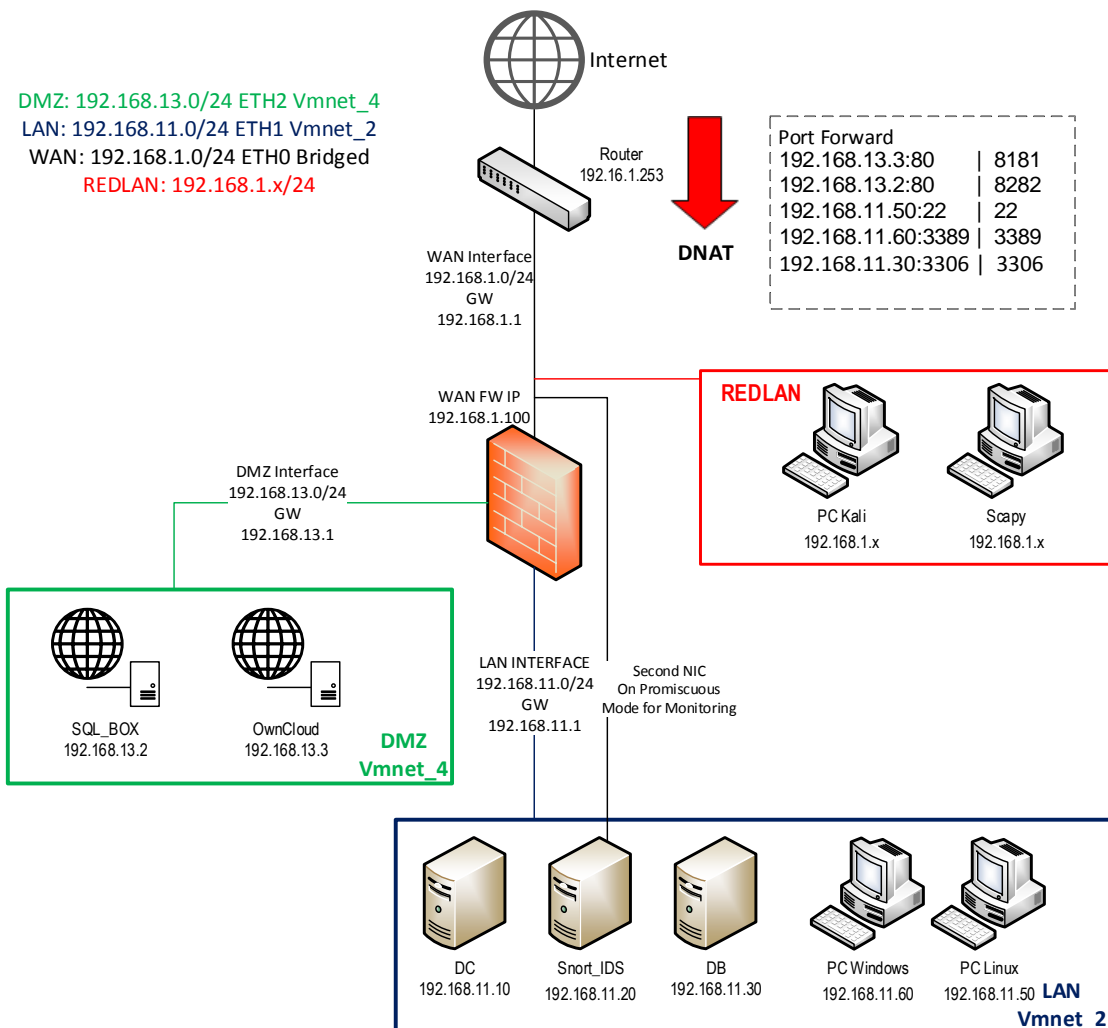 Internet
DMZ: 192.168.13.0/24 ETH2 Vmnet_4
LAN: 192.168.11.0/24 ETH1 Vmnet_2
WAN: 192.168.1.0/24 ETH0 Bridged
REDLAN: 192.168.1.x/24
Router
192.16.1.253
DNAT
Port Forward
192.168.13.3:80 | 8181
192.168.13.2:80 | 8282
192.168.11.50:22 | 22
192.168.11.60:3389 | 3389
192.168.11.30:3306 | 3306
WAN Interface
192.168.1.0/24
GW
192.168.1.1
WAN FW IP
192.168.1.100
REDLAN
PC Kali
192.168.1.x
Scapy
192.168.1.x
DMZ Interface
192.168.13.0/24
GW
192.168.13.1
SQL_BOX
192.168.13.2
OwnCloud
192.168.13.3
DMZ
Vmnet_4
LAN INTERFACE
192.168.11.0/24
GW
192.168.11.1
Second NIC
On Promiscuous
Mode for Monitoring
DC
192.168.11.10
Snort_IDS
192.168.11.20
DB
192.168.11.30
PC Windows
192.168.11.60
PC Linux
192.168.11.50
LAN
Vmnet_2